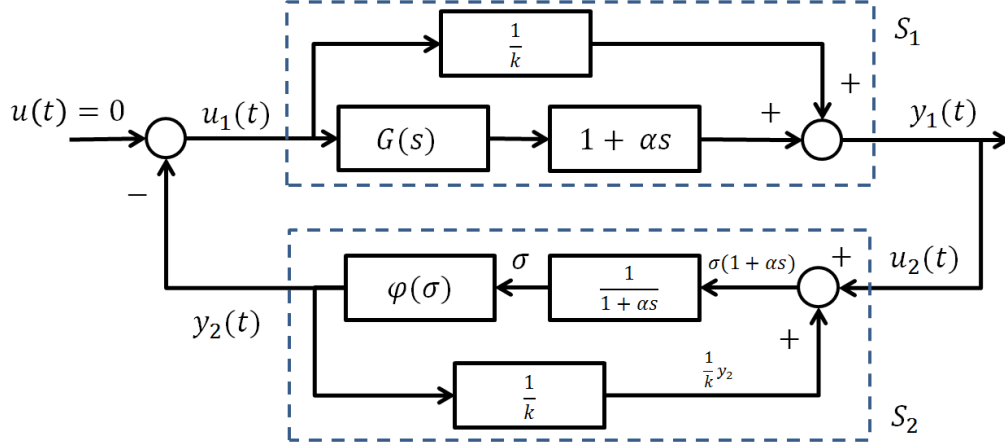 S₁
1/k
+
u(t) = 0
u₁(t)
G(s)
1 + αs
+
y₁(t)
−
σ
σ(1 + αs)
+
u₂(t)
φ(σ)
1/(1 + αs)
y₂(t)
+
1/k
1/k y₂
S₂